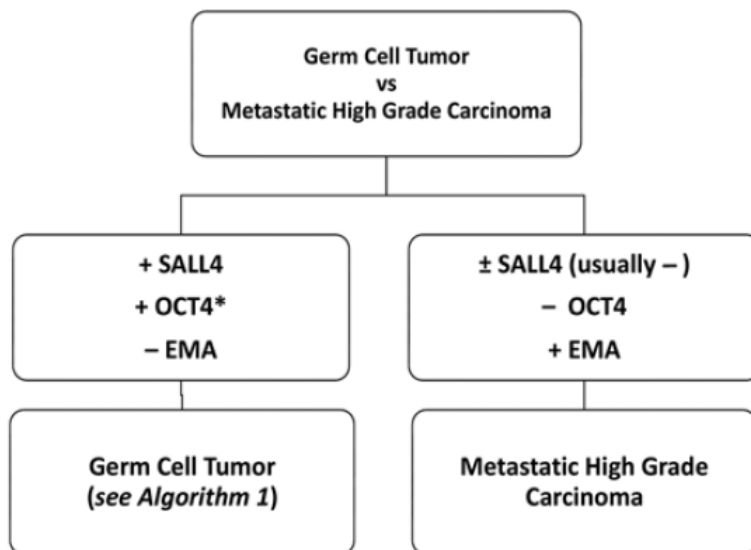 Germ Cell Tumor
vs
Metastatic High Grade Carcinoma
+ SALL4
+ OCT4*
– EMA
± SALL4 (usually – )
– OCT4
+ EMA
Germ Cell Tumor
(see Algorithm 1)
Metastatic High Grade
Carcinoma